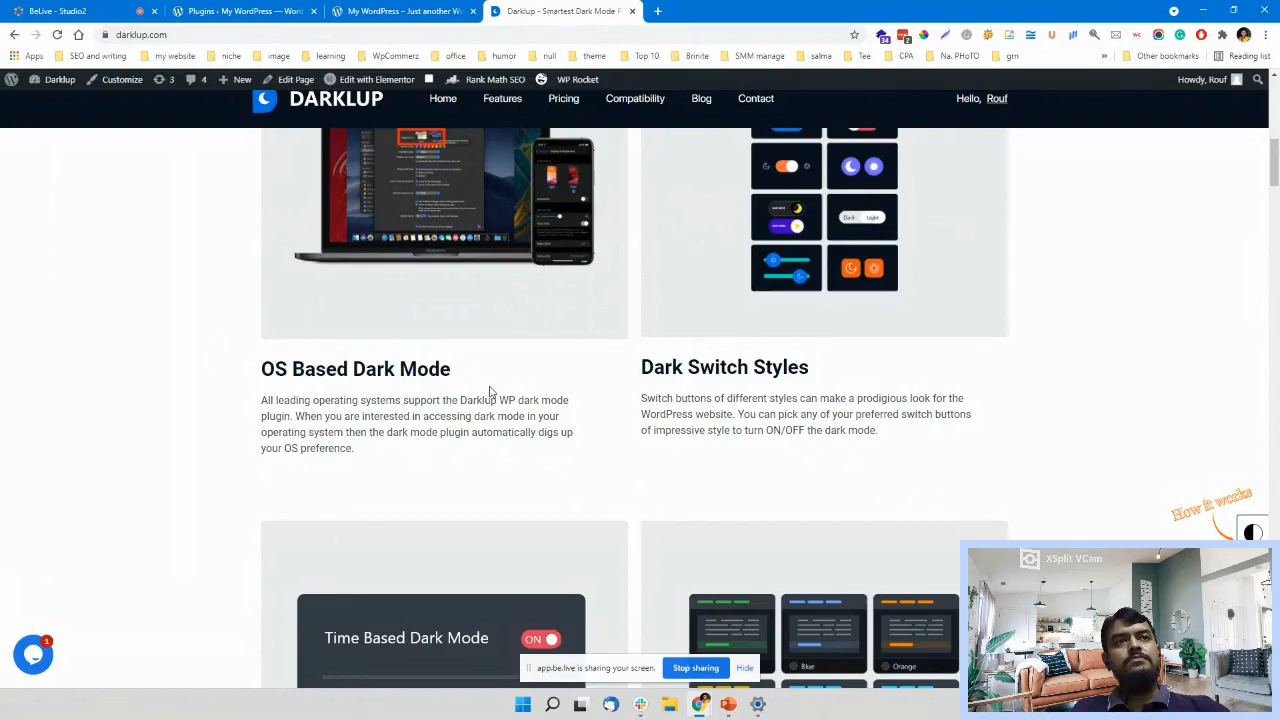 BeLive - Studio2
Plugins ‹ My WordPress — Word
My WordPress – Just another Wo
Darklup - Smartest Dark Mode P
darklup.com
34
2
SEO and writing
my website
niche
image
learning
WpCommerz
office
humor
null
theme
Top 10
Brinite
SMM manage
salma
Tee
CPA
Na. PHoTO
grn
»
Other bookmarks
Reading list
Darklup
Customize
3
4
New
Edit Page
Edit with Elementor
Rank Math SEO
WP Rocket
Howdy, Rouf
DARKLUP
Home
Features
Pricing
Compatibility
Blog
Contact
Hello, Rouf
Dark
Light
OS Based Dark Mode
All leading operating systems support the Darklup WP dark mode
plugin. When you are interested in accessing dark mode in your
operating system then the dark mode plugin automatically digs up
your OS preference.
Dark Switch Styles
Switch buttons of different styles can make a prodigious look for the
WordPress website. You can pick any of your preferred switch buttons
of impressive style to turn ON/OFF the dark mode.
How it works
XSplit VCam
Time Based Dark Mode
ON
Blue
Orange
app.be.live is sharing your screen.
Stop sharing
Hide
1